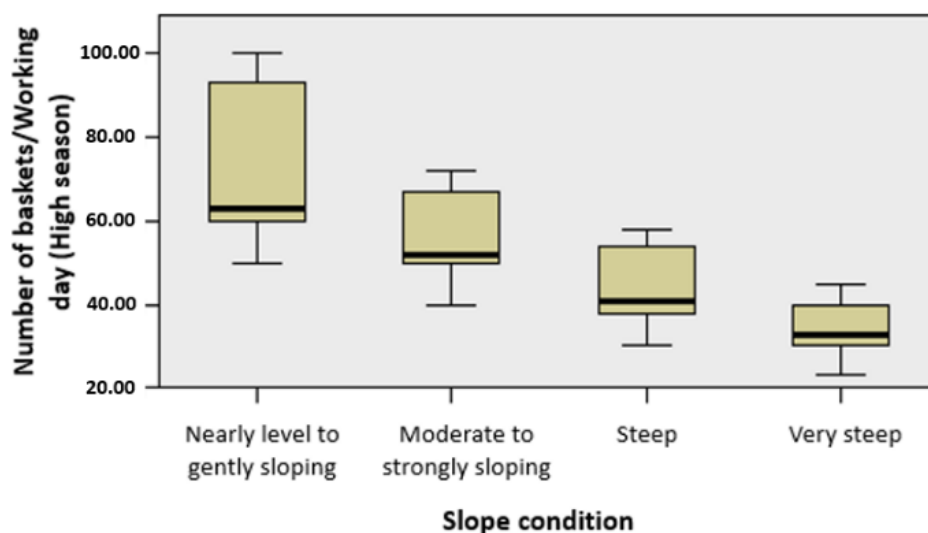 Number of baskets/Working
day (High season)
100.00
80.00
60.00
40.00
20.00
Nearly level to
gently sloping
Moderate to
strongly sloping
Steep
Very steep
Slope condition